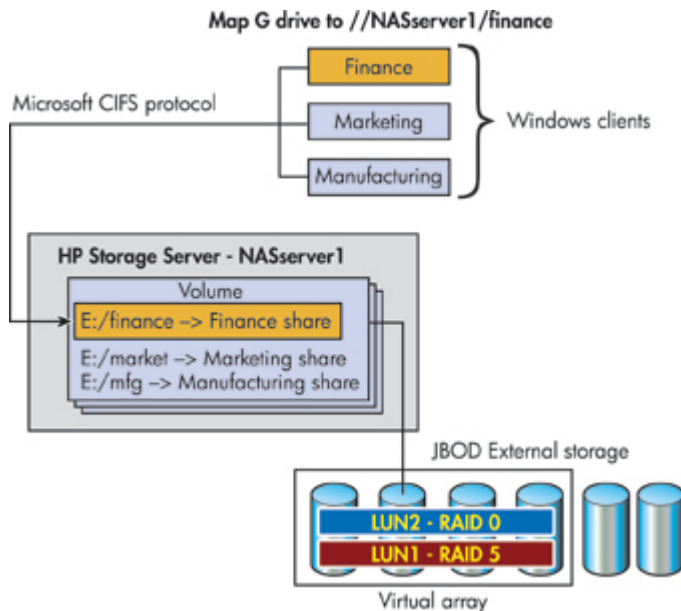 Map G drive to //NASserver1/finance
Finance
Microsoft CIFS protocol
Marketing
Windows clients
Manufacturing
HP Storage Server - NASserver1
Volume
E:/finance –> Finance share
E:/market –> Marketing share
E:/mfg –> Manufacturing share
JBOD External storage
LUN2 - RAID 0
LUN1 - RAID 5
Virtual array